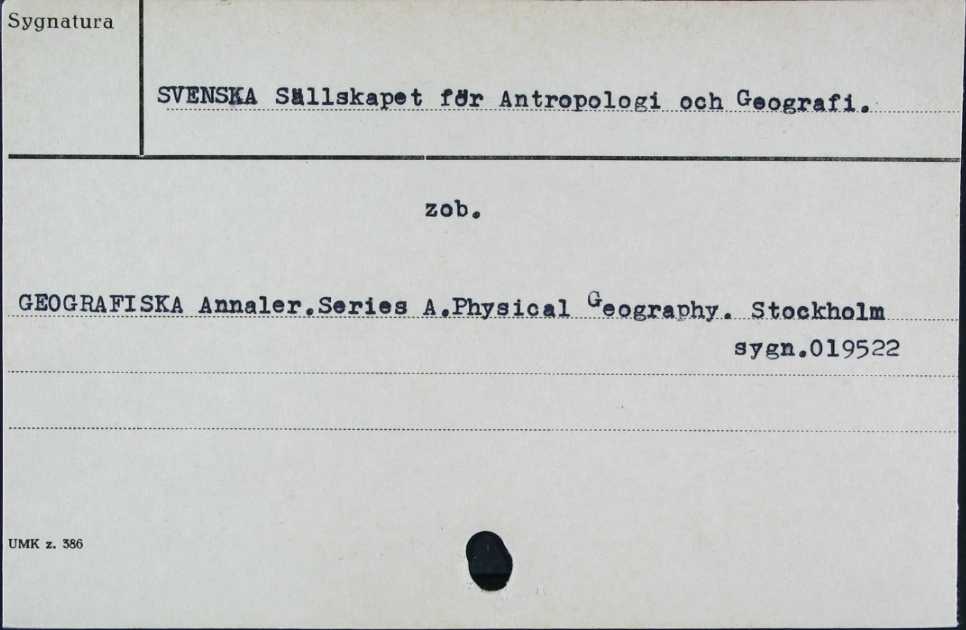 Sygnatura
SVENSKA Sällskapet för Antropologi och Geografi.
zob.
GEOGRAFISKA Annaler.Series A.Physical Geography. Stockholm
sygn.019522
UMK z. 386